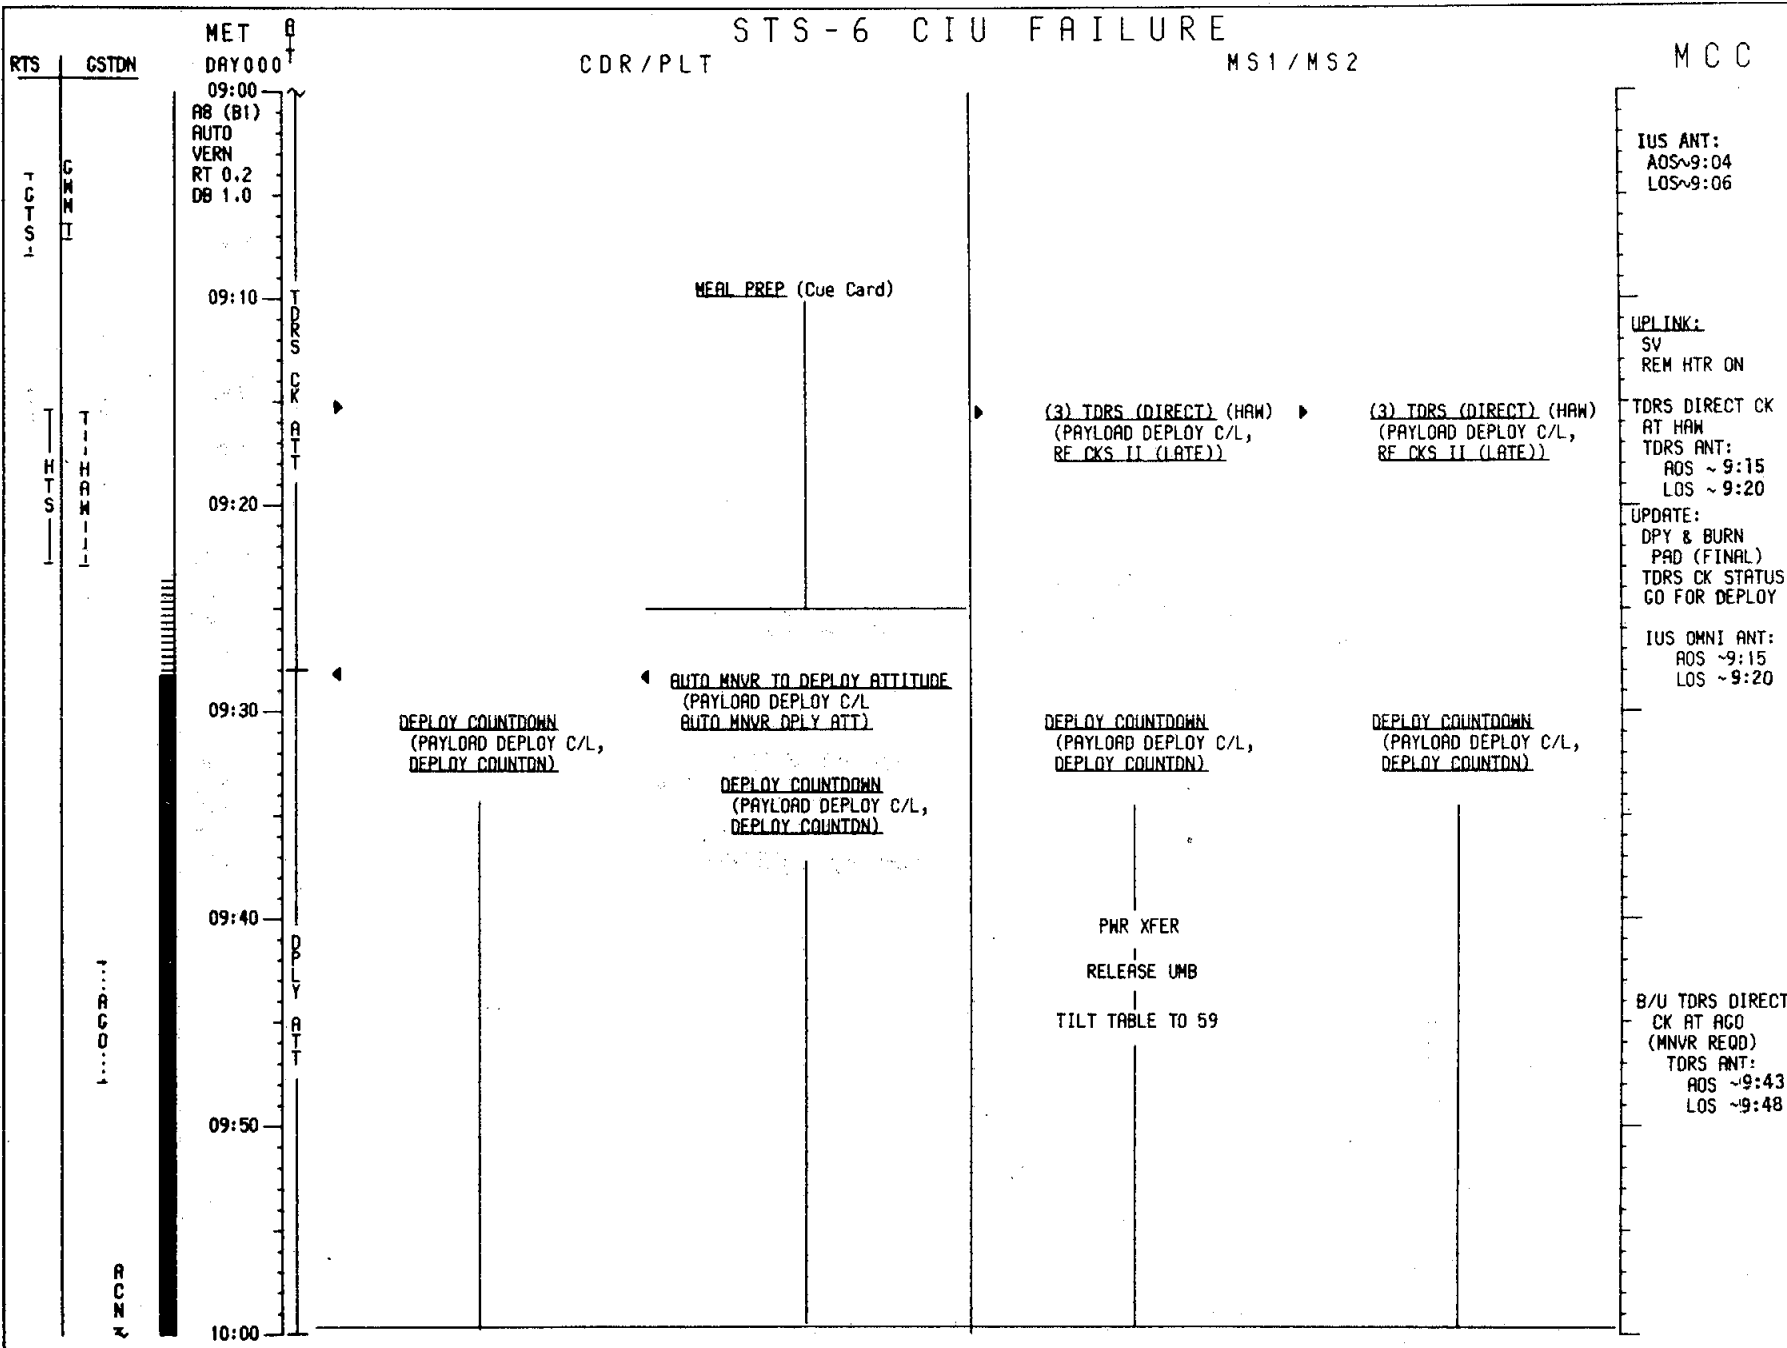 STS-6 CIU FAILURE
MET
ATT
RTS
GSTDN
DAY000
CDR/PLT
MS1/MS2
MCC
09:00
A8 (B1)
AUTO
VERN
RT 0.2
DB 1.0
GTS
GWM
TDRS CK ATT
09:10
HTS
HAW
09:20
09:30
09:40
DPLY ATT
AGO
09:50
ACN
10:00
DEPLOY COUNTDOWN
(PAYLOAD DEPLOY C/L,
DEPLOY COUNTDN)
MEAL PREP (Cue Card)
AUTO MNVR TO DEPLOY ATTITUDE
(PAYLOAD DEPLOY C/L
AUTO MNVR DPLY ATT)
DEPLOY COUNTDOWN
(PAYLOAD DEPLOY C/L,
DEPLOY COUNTDN)
(3) TDRS (DIRECT) (HAW)
(PAYLOAD DEPLOY C/L,
RF CKS II (LATE))
DEPLOY COUNTDOWN
(PAYLOAD DEPLOY C/L,
DEPLOY COUNTDN)
PWR XFER
RELEASE UMB
TILT TABLE TO 59
(3) TDRS (DIRECT) (HAW)
(PAYLOAD DEPLOY C/L,
RF CKS II (LATE))
DEPLOY COUNTDOWN
(PAYLOAD DEPLOY C/L,
DEPLOY COUNTDN)
IUS ANT:
AOS~9:04
LOS~9:06
UPLINK:
SV
REM HTR ON
TDRS DIRECT CK
AT HAW
TDRS ANT:
AOS ~9:15
LOS ~9:20
UPDATE:
DPY & BURN
PAD (FINAL)
TDRS CK STATUS
GO FOR DEPLOY
IUS OMNI ANT:
AOS ~9:15
LOS ~9:20
B/U TDRS DIRECT
CK AT AGO
(MNVR REQD)
TDRS ANT:
AOS ~9:43
LOS ~9:48